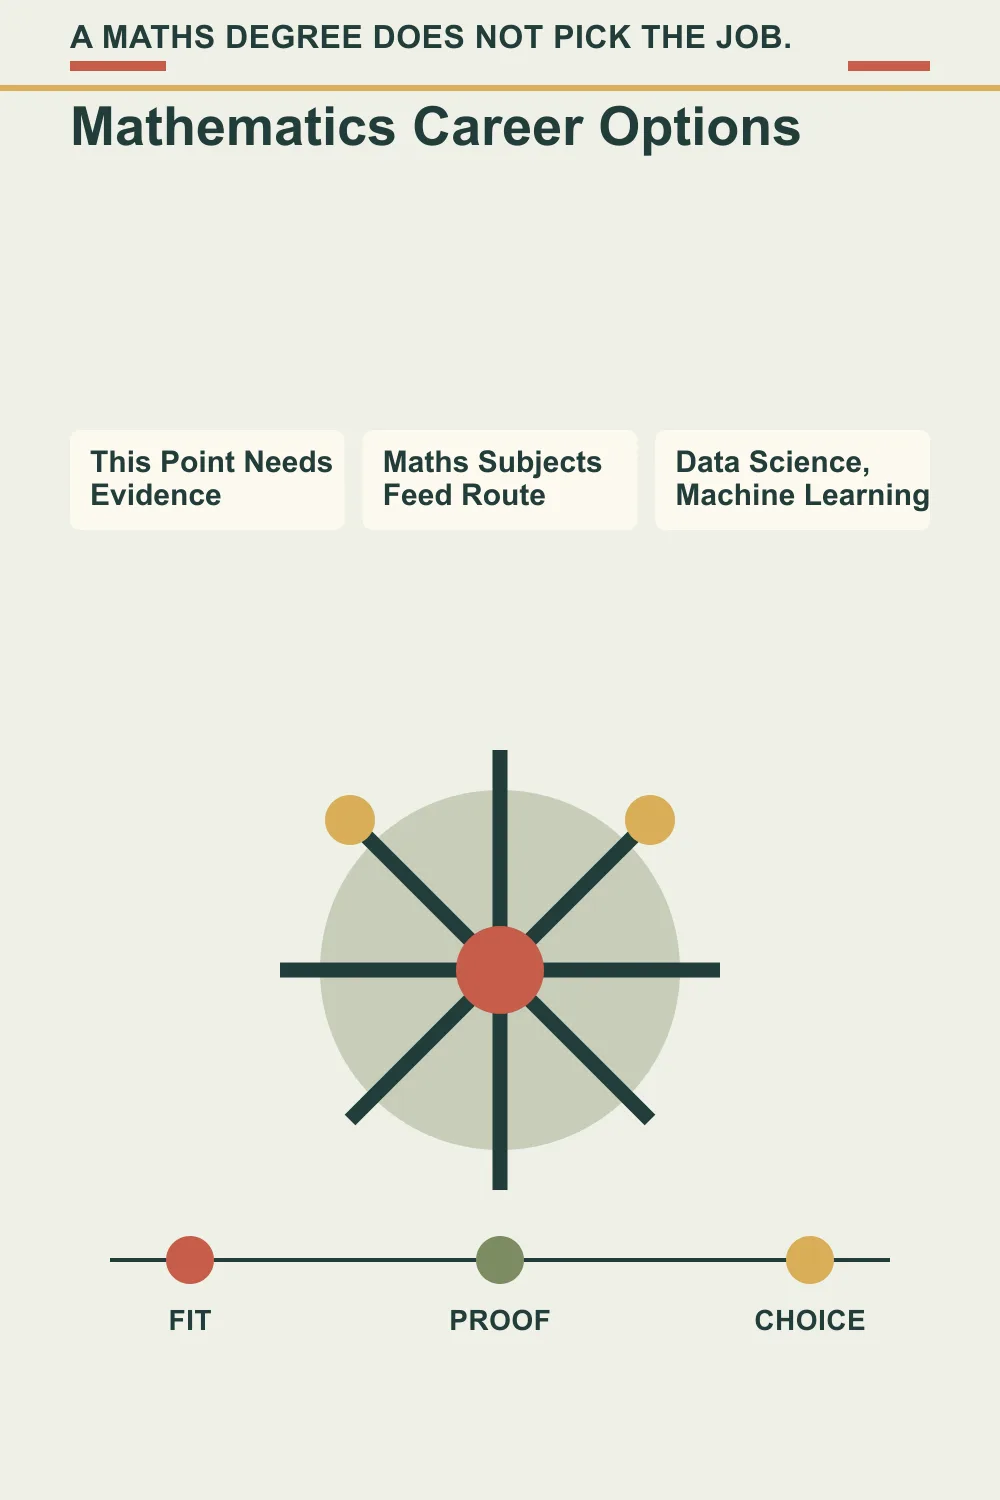 A MATHS DEGREE DOES NOT PICK THE JOB.
Mathematics Career Options
This Point Needs
Evidence
Maths Subjects
Feed Route
Data Science,
Machine Learning
FIT
PROOF
CHOICE